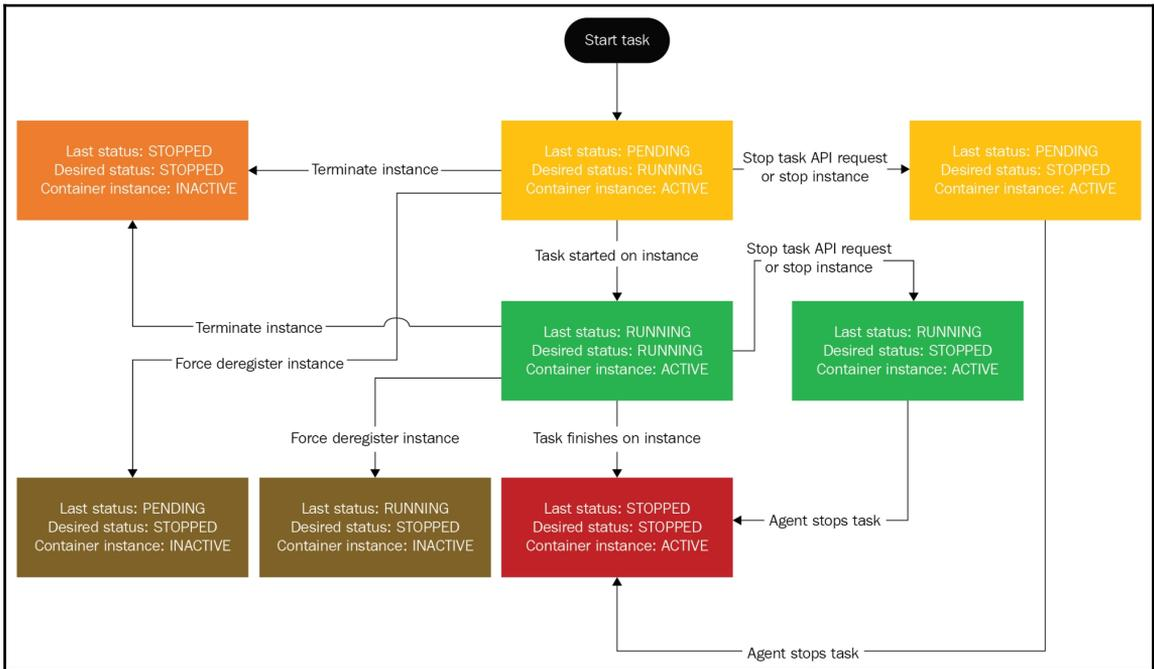 Start task
Last status: STOPPED
Desired status: STOPPED
Container instance: INACTIVE
Terminate instance
Last status: PENDING
Desired status: RUNNING
Container instance: ACTIVE
Stop task API request
or stop instance
Last status: PENDING
Desired status: STOPPED
Container instance: ACTIVE
Task started on instance
Stop task API request
or stop instance
Terminate instance
Force deregister instance
Last status: RUNNING
Desired status: RUNNING
Container instance: ACTIVE
Last status: RUNNING
Desired status: STOPPED
Container instance: ACTIVE
Force deregister instance
Task finishes on instance
Last status: PENDING
Desired status: STOPPED
Container instance: INACTIVE
Last status: RUNNING
Desired status: STOPPED
Container instance: INACTIVE
Last status: STOPPED
Desired status: STOPPED
Container instance: ACTIVE
Agent stops task
Agent stops task